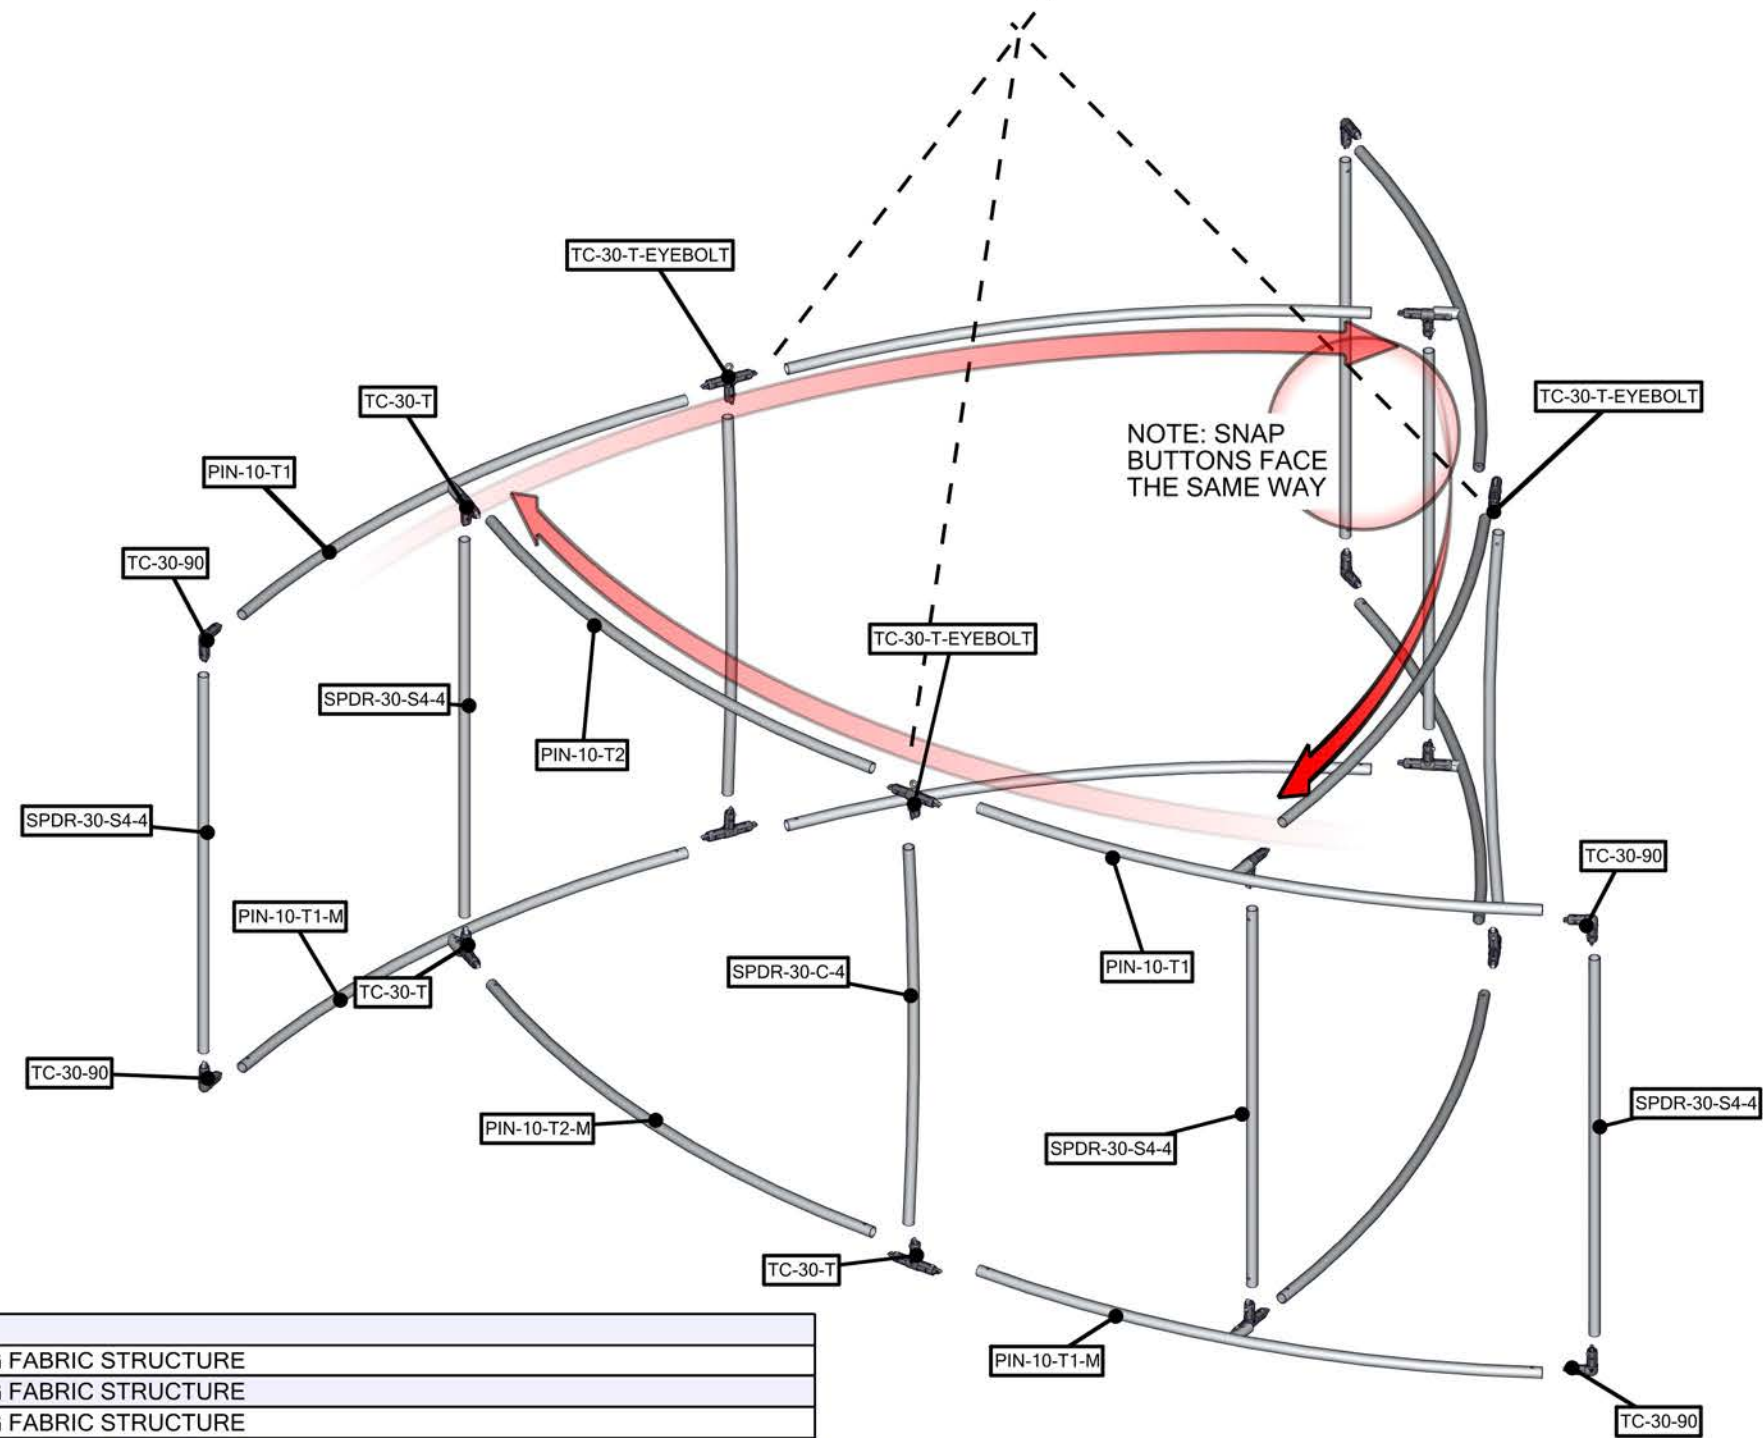 TC-30-T-EYEBOLT
TC-30-T
TC-30-T-EYEBOLT
NOTE: SNAP
BUTTONS FACE
THE SAME WAY
PIN-10-T1
TC-30-90
TC-30-T-EYEBOLT
SPDR-30-S4-4
PIN-10-T2
SPDR-30-S4-4
TC-30-90
PIN-10-T1-M
TC-30-T
SPDR-30-C-4
PIN-10-T1
TC-30-90
PIN-10-T2-M
SPDR-30-S4-4
SPDR-30-S4-4
TC-30-T
PIN-10-T1-M
TC-30-90
FABRIC STRUCTURE
FABRIC STRUCTURE
FABRIC STRUCTURE